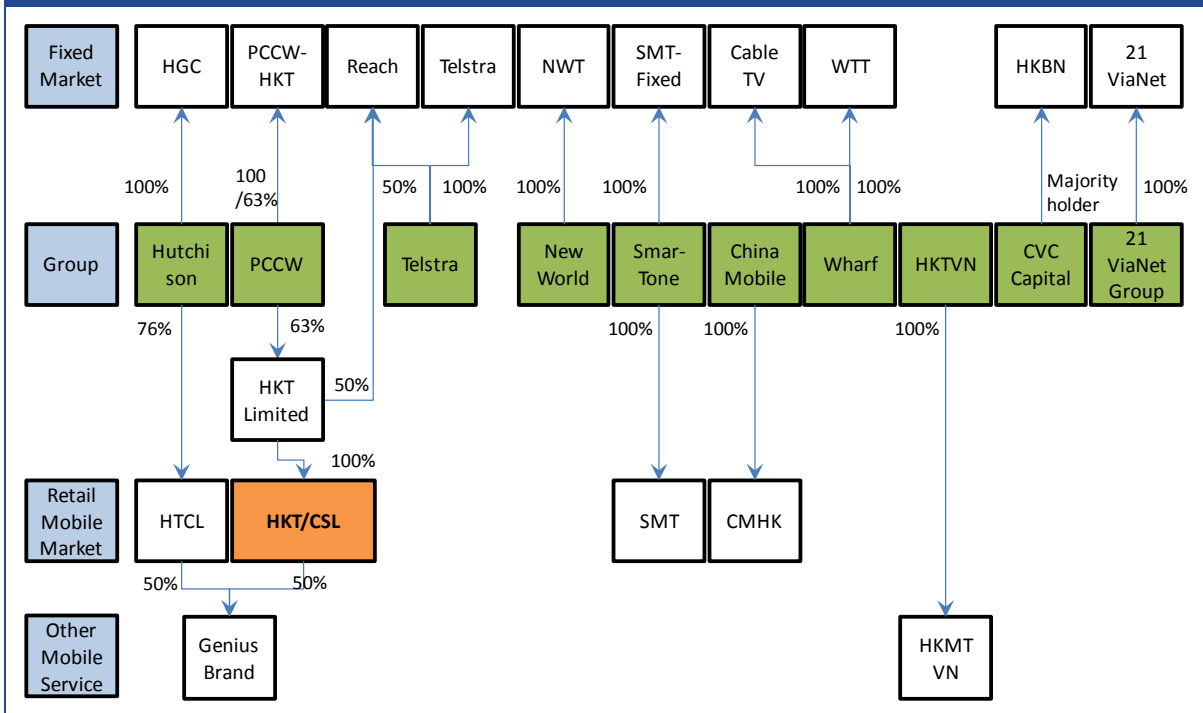 Fixed
Market
HGC
PCCW-
HKT
Reach
Telstra
NWT
SMT-
Fixed
Cable
TV
WTT
HKBN
21
ViaNet
100%
100
/63%
50%
100%
100%
100%
100%
100%
Majority
holder
100%
Group
Hutchi
son
PCCW
Telstra
New
World
Smar-
Tone
China
Mobile
Wharf
HKTVN
CVC
Capital
21
ViaNet
Group
76%
63%
100%
100%
100%
HKT
Limited
50%
100%
Retail
Mobile
Market
HTCL
HKT/CSL
SMT
CMHK
50%
50%
Other
Mobile
Service
Genius
Brand
HKMT
VN